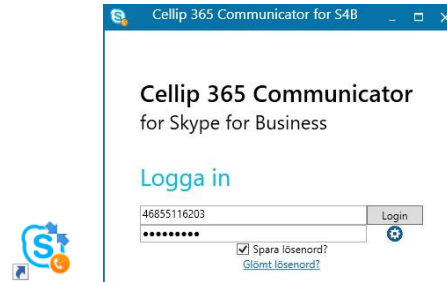 Cellip 365 Communicator for S4B
Cellip 365 Communicator
for Skype for Business
Logga in
46855116203
Login
•••••••••
Spara lösenord?
Glömt lösenord?